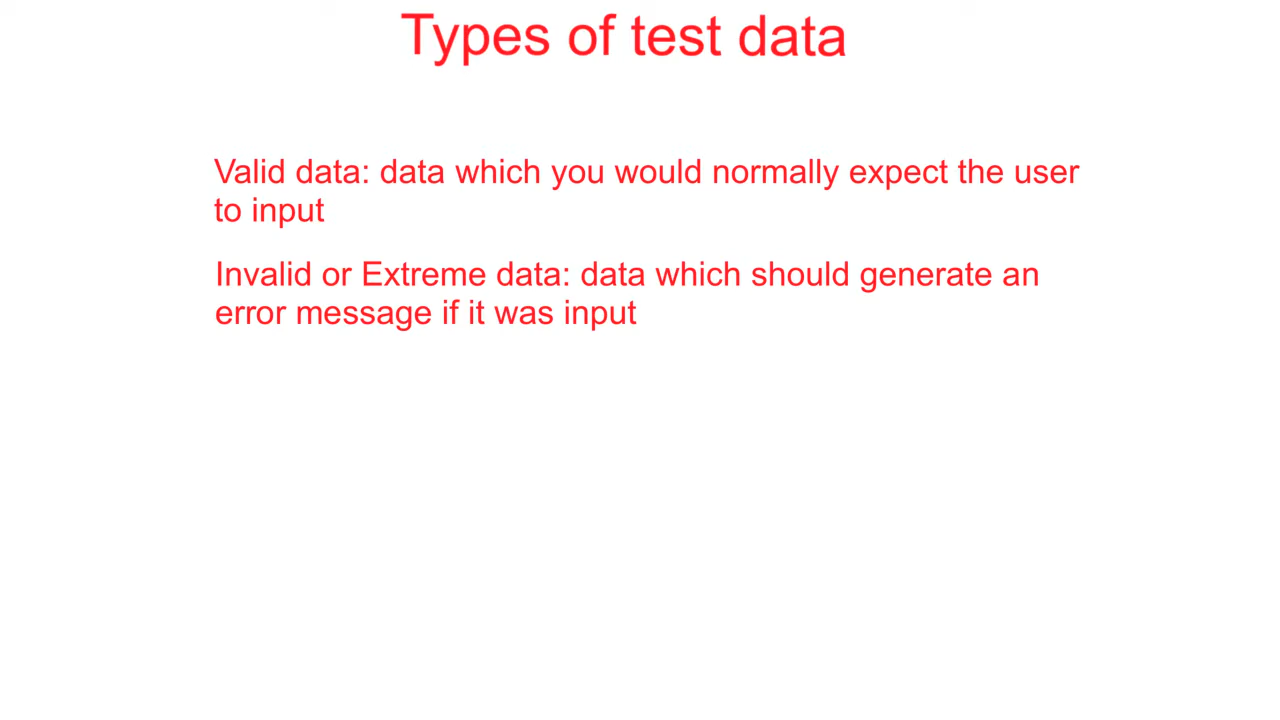 Types of test data
Valid data: data which you would normally expect the user
to input
Invalid or Extreme data: data which should generate an
error message if it was input